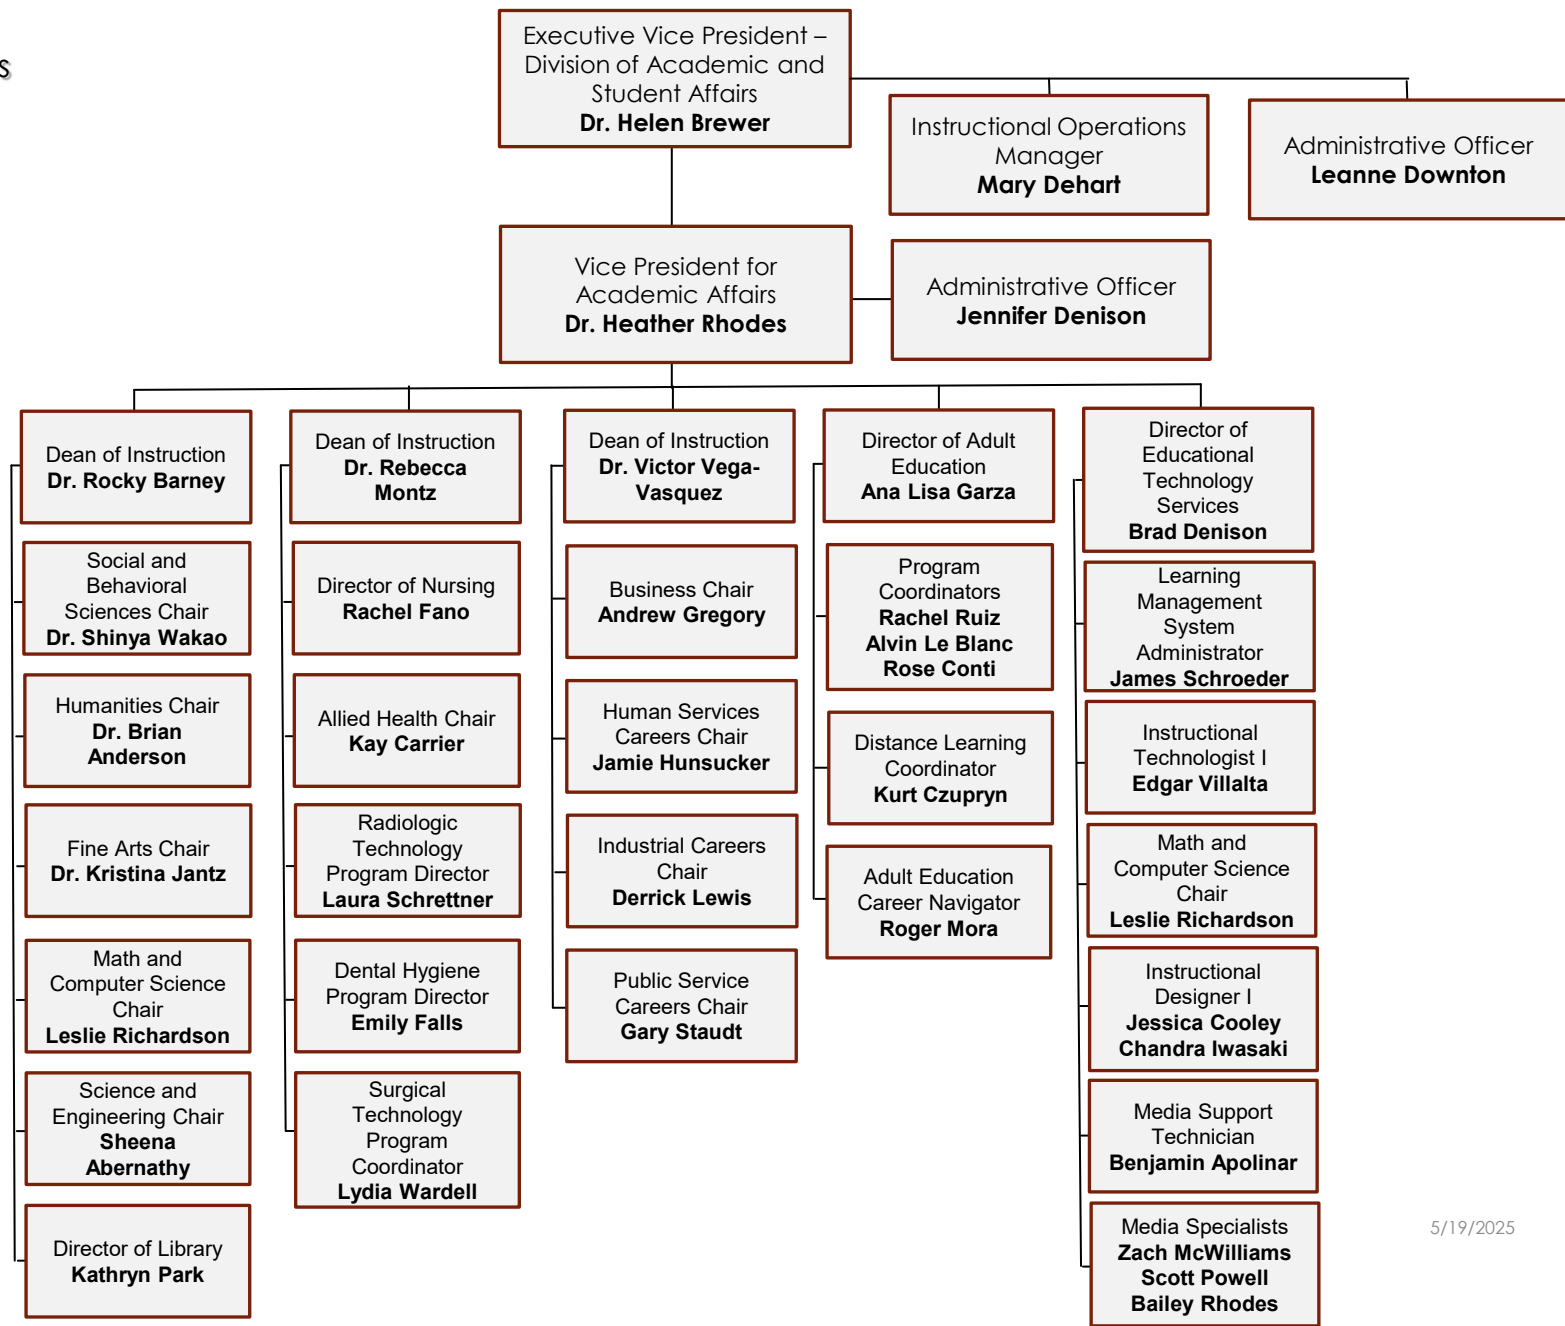 s
Executive Vice President –
Division of Academic and
Student Affairs
Dr. Helen Brewer
Instructional Operations
Manager
Mary Dehart
Administrative Officer
Leanne Downton
Vice President for
Academic Affairs
Dr. Heather Rhodes
Administrative Officer
Jennifer Denison
Dean of Instruction
Dr. Rocky Barney
Social and
Behavioral
Sciences Chair
Dr. Shinya Wakao
Humanities Chair
Dr. Brian
Anderson
Fine Arts Chair
Dr. Kristina Jantz
Math and
Computer Science
Chair
Leslie Richardson
Science and
Engineering Chair
Sheena
Abernathy
Director of Library
Kathryn Park
Dean of Instruction
Dr. Rebecca
Montz
Director of Nursing
Rachel Fano
Allied Health Chair
Kay Carrier
Radiologic
Technology
Program Director
Laura Schrettner
Dental Hygiene
Program Director
Emily Falls
Surgical
Technology
Program
Coordinator
Lydia Wardell
Dean of Instruction
Dr. Victor Vega-
Vasquez
Business Chair
Andrew Gregory
Human Services
Careers Chair
Jamie Hunsucker
Industrial Careers
Chair
Derrick Lewis
Public Service
Careers Chair
Gary Staudt
Director of Adult
Education
Ana Lisa Garza
Program
Coordinators
Rachel Ruiz
Alvin Le Blanc
Rose Conti
Distance Learning
Coordinator
Kurt Czupryn
Adult Education
Career Navigator
Roger Mora
Director of
Educational
Technology
Services
Brad Denison
Learning
Management
System
Administrator
James Schroeder
Instructional
Technologist I
Edgar Villalta
Math and
Computer Science
Chair
Leslie Richardson
Instructional
Designer I
Jessica Cooley
Chandra Iwasaki
Media Support
Technician
Benjamin Apolinar
Media Specialists
Zach McWilliams
Scott Powell
Bailey Rhodes
5/19/2025